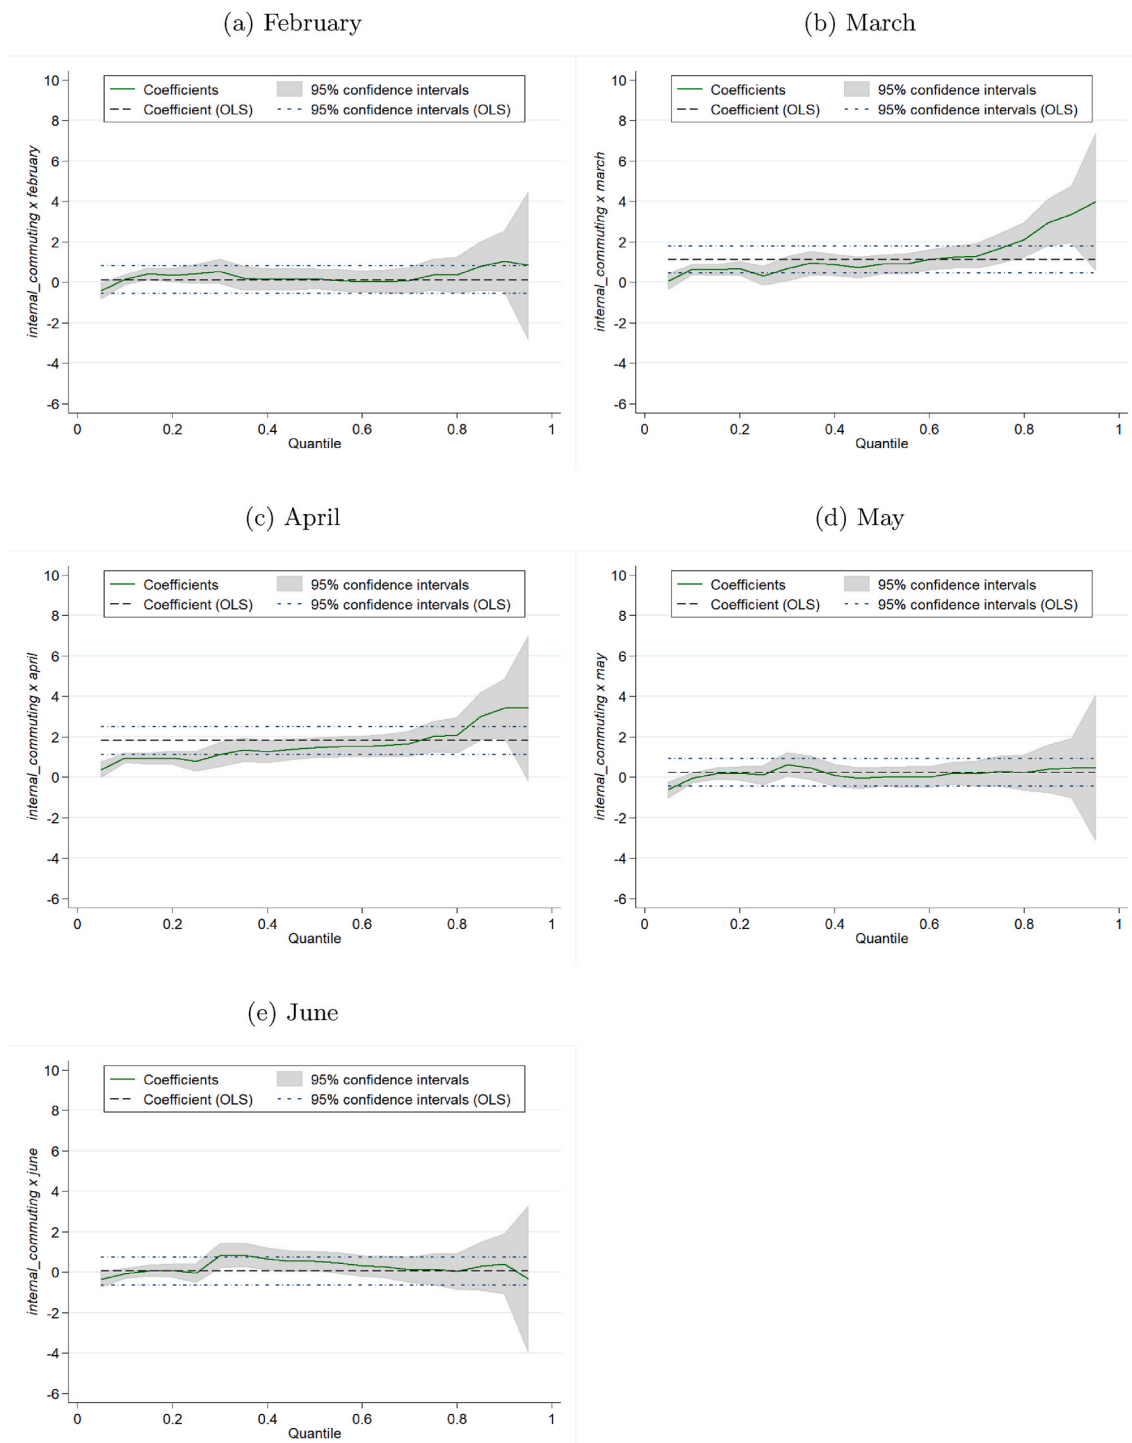 (a) February
(b) March
10
8
6
4
2
0
-2
-4
-6
internal_commuting x february
Coefficients
95% confidence intervals
Coefficient (OLS)
95% confidence intervals (OLS)
0 0.2 0.4 0.6 0.8 1
Quantile
10
8
6
4
2
0
-2
-4
-6
internal_commuting x march
Coefficients
95% confidence intervals
Coefficient (OLS)
95% confidence intervals (OLS)
0 0.2 0.4 0.6 0.8 1
Quantile
(c) April
(d) May
10
8
6
4
2
0
-2
-4
-6
internal_commuting x april
Coefficients
95% confidence intervals
Coefficient (OLS)
95% confidence intervals (OLS)
0 0.2 0.4 0.6 0.8 1
Quantile
10
8
6
4
2
0
-2
-4
-6
internal_commuting x may
Coefficients
95% confidence intervals
Coefficient (OLS)
95% confidence intervals (OLS)
0 0.2 0.4 0.6 0.8 1
Quantile
(e) June
10
8
6
4
2
0
-2
-4
-6
internal_commuting x june
Coefficients
95% confidence intervals
Coefficient (OLS)
95% confidence intervals (OLS)
0 0.2 0.4 0.6 0.8 1
Quantile